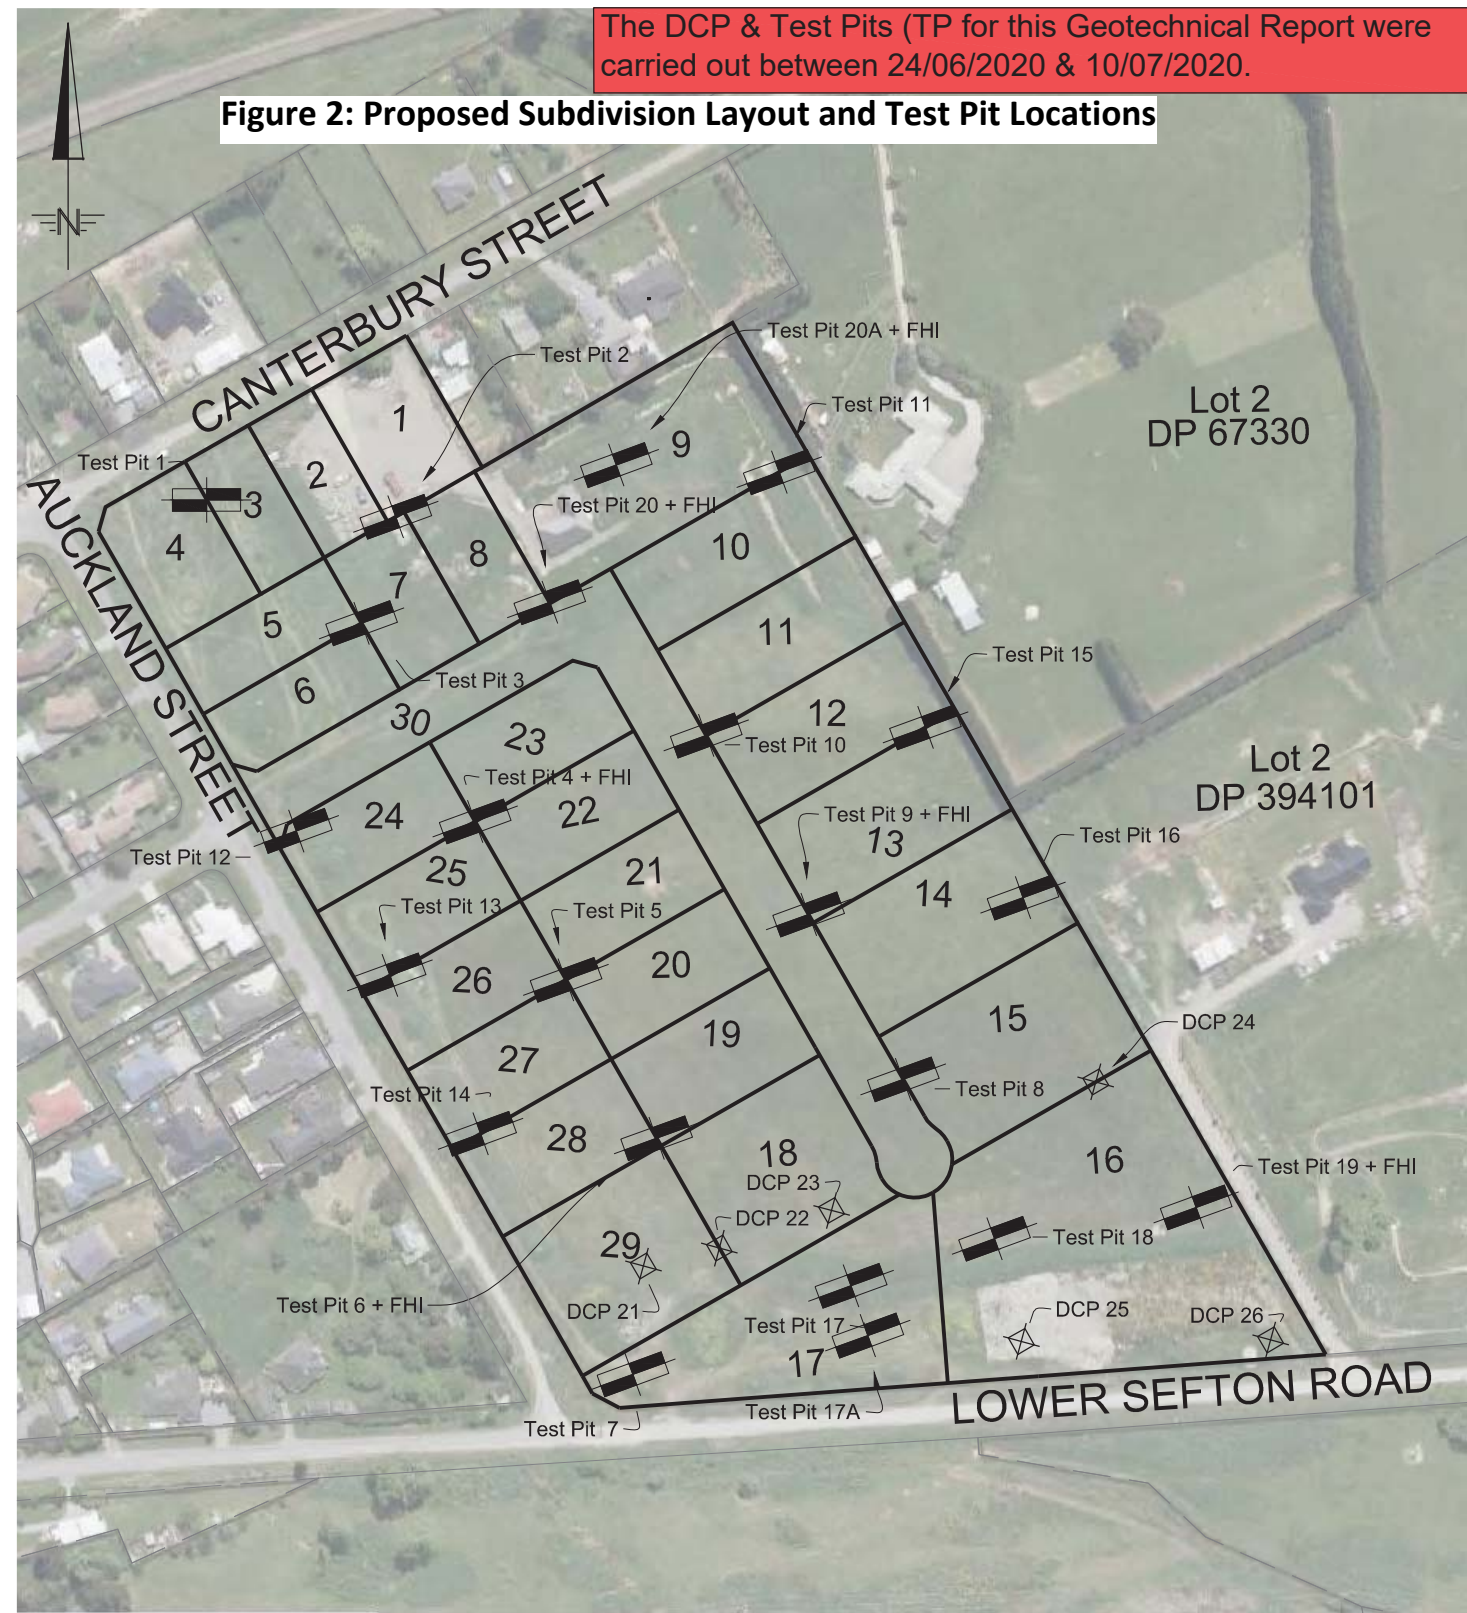 The DCP & Test Pits (TP for this Geotechnical Report were
carried out between 24/06/2020 & 10/07/2020.
Figure 2: Proposed Subdivision Layout and Test Pit Locations
N
CANTERBURY STREET
AUCKLAND STREET
LOWER SEFTON ROAD
Test Pit 20A + FHI
Test Pit 2
Test Pit 11
Lot 2
DP 67330
1
9
Test Pit 1
2
3
4
Test Pit 20 + FHI
8
10
7
5
11
6
Test Pit 3
Test Pit 15
30
23
12
Test Pit 10
Lot 2
DP 394101
Test Pit 4 + FHI
24
22
Test Pit 9 + FHI
13
Test Pit 16
Test Pit 12
25
21
14
Test Pit 13
Test Pit 5
26
20
15
DCP 24
19
27
Test Pit 14
Test Pit 8
28
18
16
Test Pit 19 + FHI
DCP 23
DCP 22
29
Test Pit 18
Test Pit 6 + FHI
DCP 21
DCP 25
DCP 26
Test Pit 17
17
Test Pit 17A
Test Pit 7